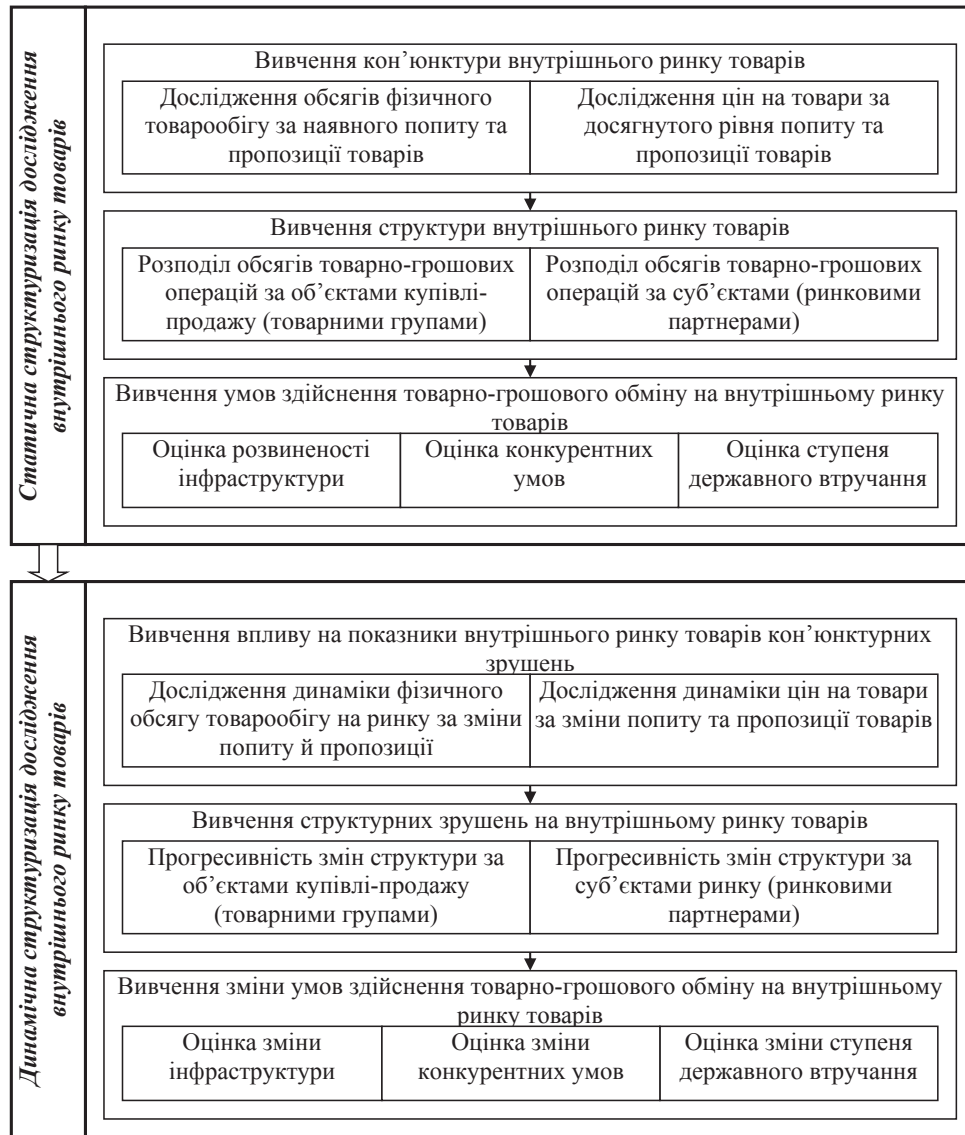 Статична структуризація дослідження
внутрішнього ринку товарів
Вивчення кон’юнктури внутрішнього ринку товарів
Дослідження обсягів фізичного
товарообігу за наявного попиту та
пропозиції товарів
Дослідження цін на товари за
досягнутого рівня попиту та
пропозиції товарів
Вивчення структури внутрішнього ринку товарів
Розподіл обсягів товарно-грошових
операцій за об’єктами купівлі-
продажу (товарними групами)
Розподіл обсягів товарно-грошових
операцій за суб’єктами (ринковими
партнерами)
Вивчення умов здійснення товарно-грошового обміну на внутрішньому ринку
товарів
Оцінка розвиненості
інфраструктури
Оцінка конкурентних
умов
Оцінка ступеня
державного втручання
Динамічна структуризація дослідження
внутрішнього ринку товарів
Вивчення впливу на показники внутрішнього ринку товарів кон’юнктурних
зрушень
Дослідження динаміки фізичного
обсягу товарообігу на ринку за зміни
попиту й пропозиції
Дослідження динаміки цін на товари
за зміни попиту та пропозиції товарів
Вивчення структурних зрушень на внутрішньому ринку товарів
Прогресивність змін структури за
об’єктами купівлі-продажу
(товарними групами)
Прогресивність змін структури за
суб’єктами ринку (ринковими
партнерами)
Вивчення зміни умов здійснення товарно-грошового обміну на внутрішньому
ринку товарів
Оцінка зміни
інфраструктури
Оцінка зміни
конкурентних умов
Оцінка зміни ступеня
державного втручання